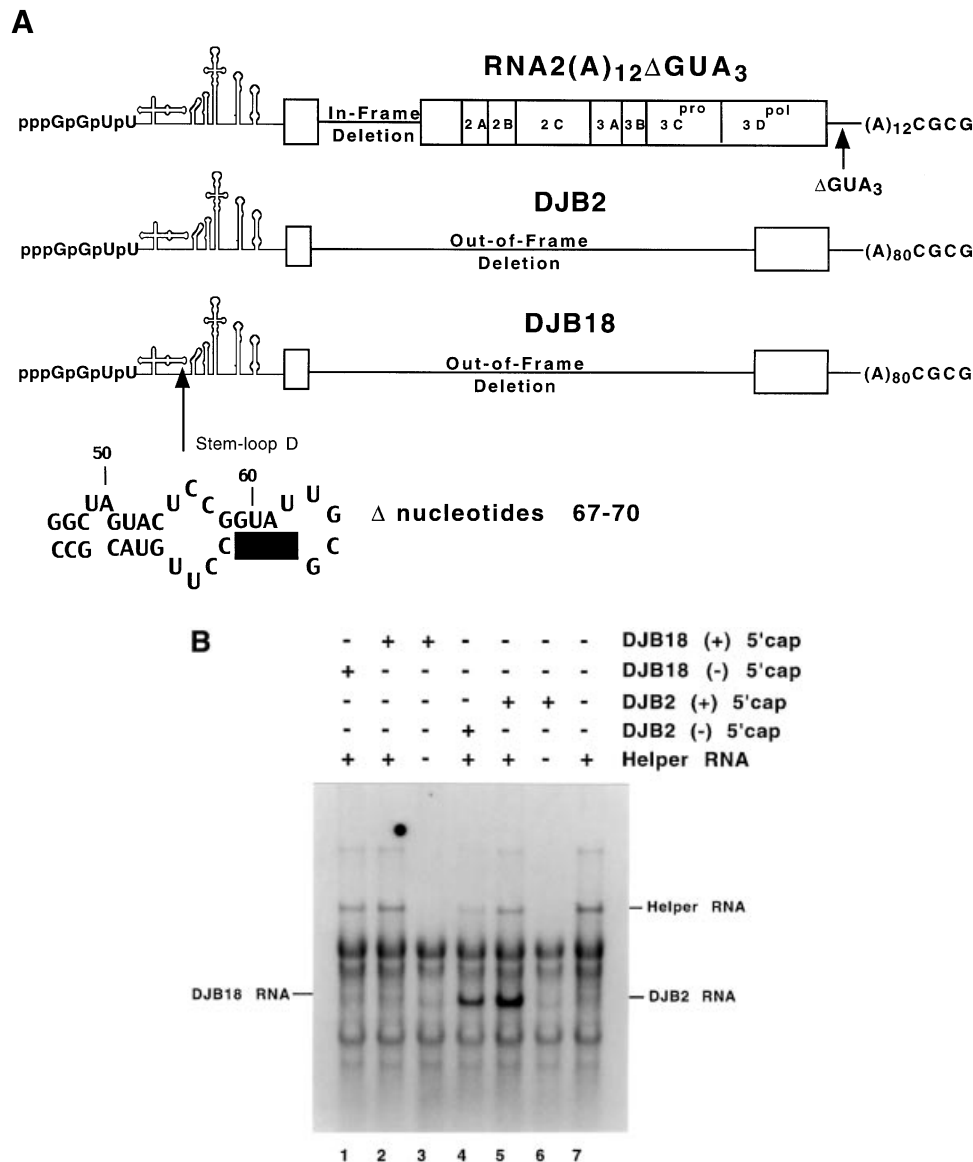 A
RNA2(A)12ΔGUA3
pppGpGpUpU
In-Frame
Deletion
2 A 2 B 2 C 3 A 3 B 3 C pro 3 D pol
(A)12CGCG
ΔGUA3
DJB2
pppGpGpUpU
Out-of-Frame
Deletion
(A)80CGCG
DJB18
pppGpGpUpU
Out-of-Frame
Deletion
(A)80CGCG
Stem-loop D
50
60
GGC UA GUAC U C C GGUA U U G C G
CCG CAUG U U C C
Δ nucleotides 67-70
B
- + + - - - - DJB18 (+) 5'cap
+ - - - - - - DJB18 (-) 5'cap
- - - - + + - DJB2 (+) 5'cap
- - - + - - - DJB2 (-) 5'cap
+ + - + + - + Helper RNA
Helper RNA
DJB18 RNA
DJB2 RNA
1 2 3 4 5 6 7